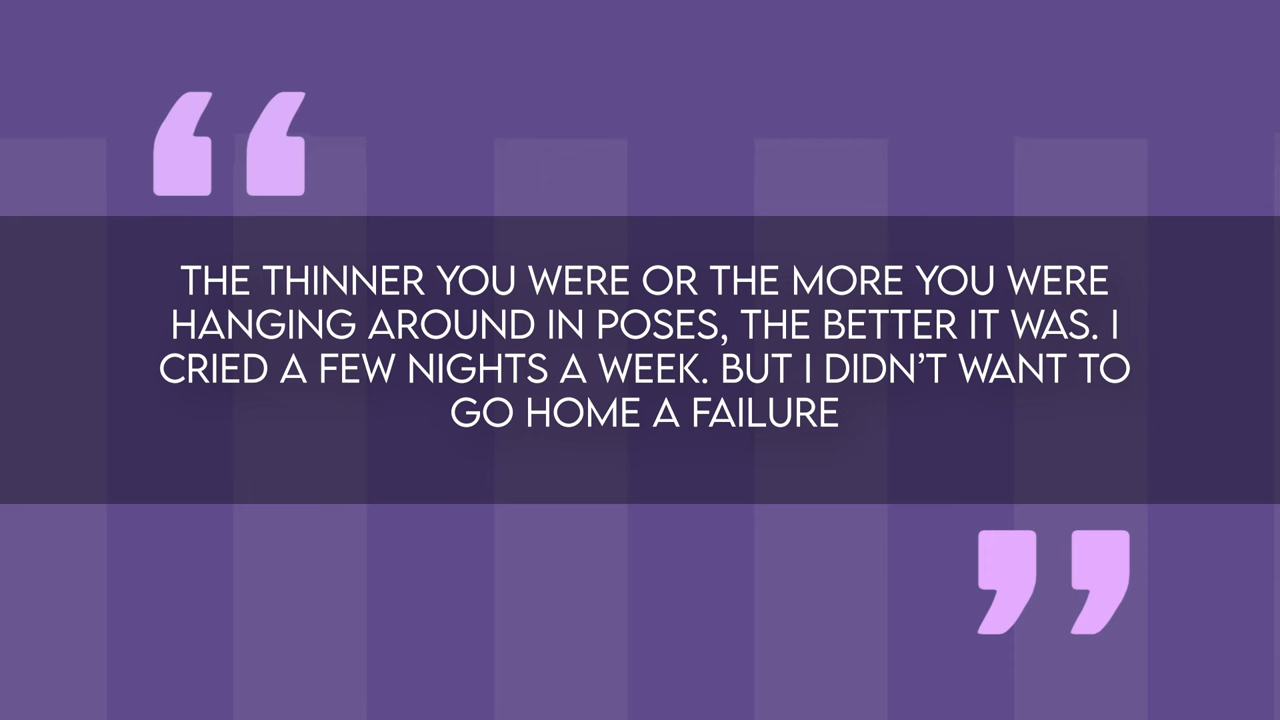 “
THE THINNER YOU WERE OR THE MORE YOU WERE
HANGING AROUND IN POSES, THE BETTER IT WAS. I
CRIED A FEW NIGHTS A WEEK. BUT I DIDN’T WANT TO
GO HOME A FAILURE
”